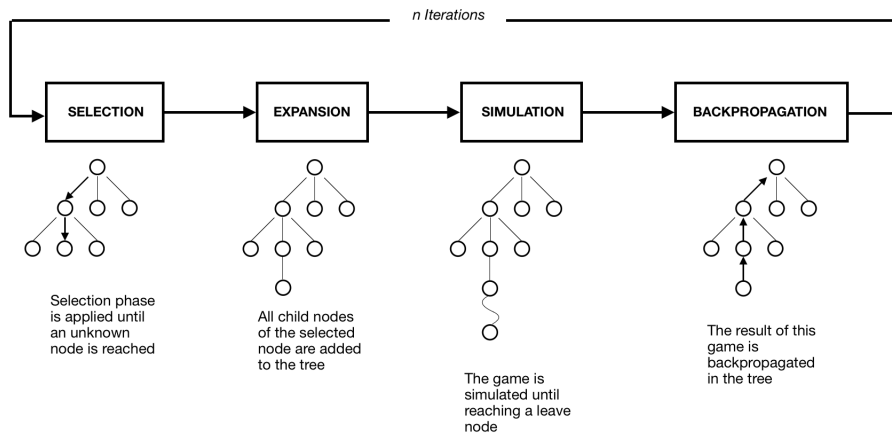 n Iterations
SELECTION
EXPANSION
SIMULATION
BACKPROPAGATION
Selection phase
is applied until
an unknown
node is reached
All child nodes
of the selected
node are added
to the tree
The game is
simulated until
reaching a leave
node
The result of this
game is
backpropagated
in the tree